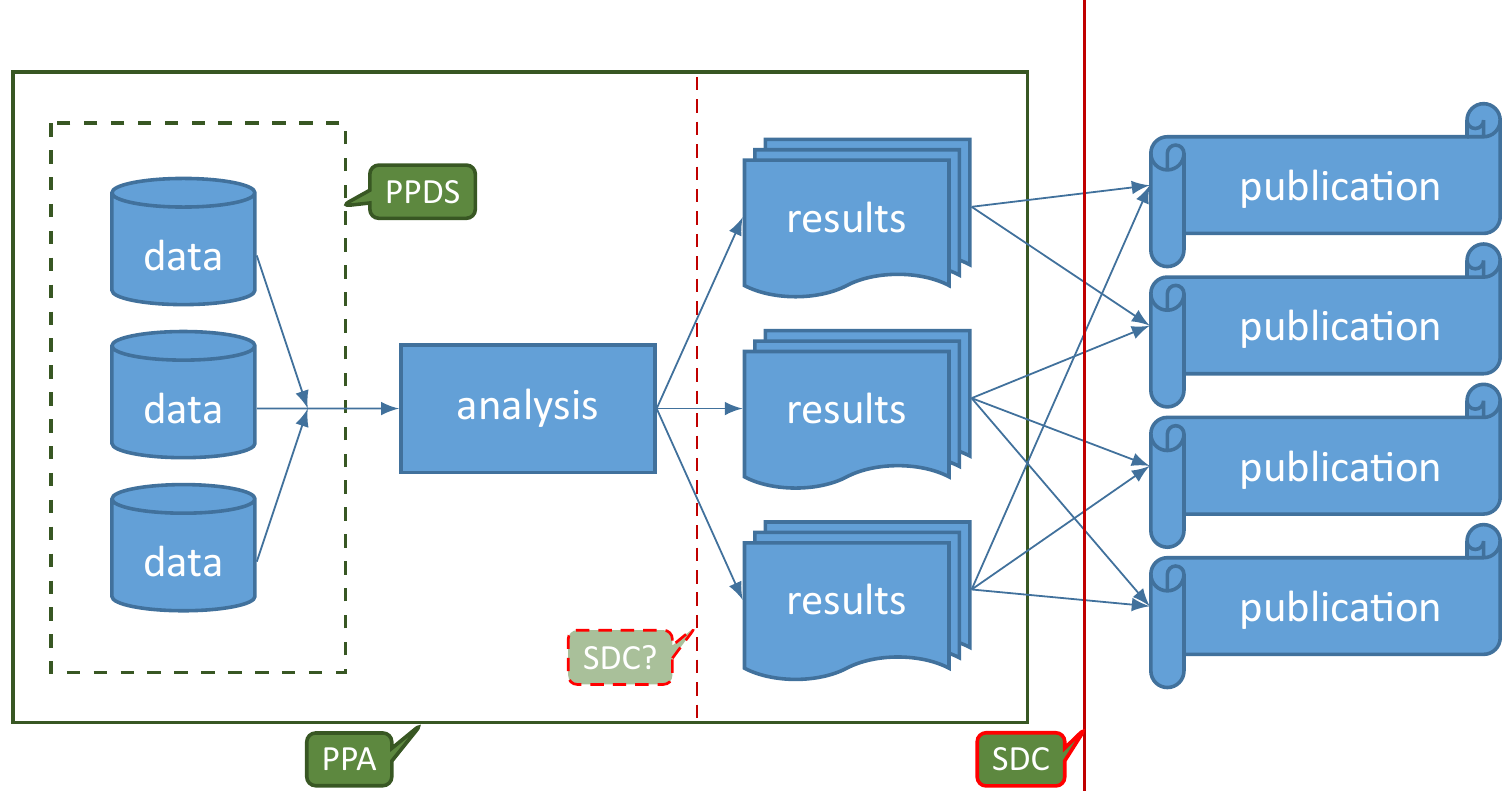 PPDS
data
data
data
analysis
results
results
results
publication
publication
publication
publication
SDC?
PPA
SDC